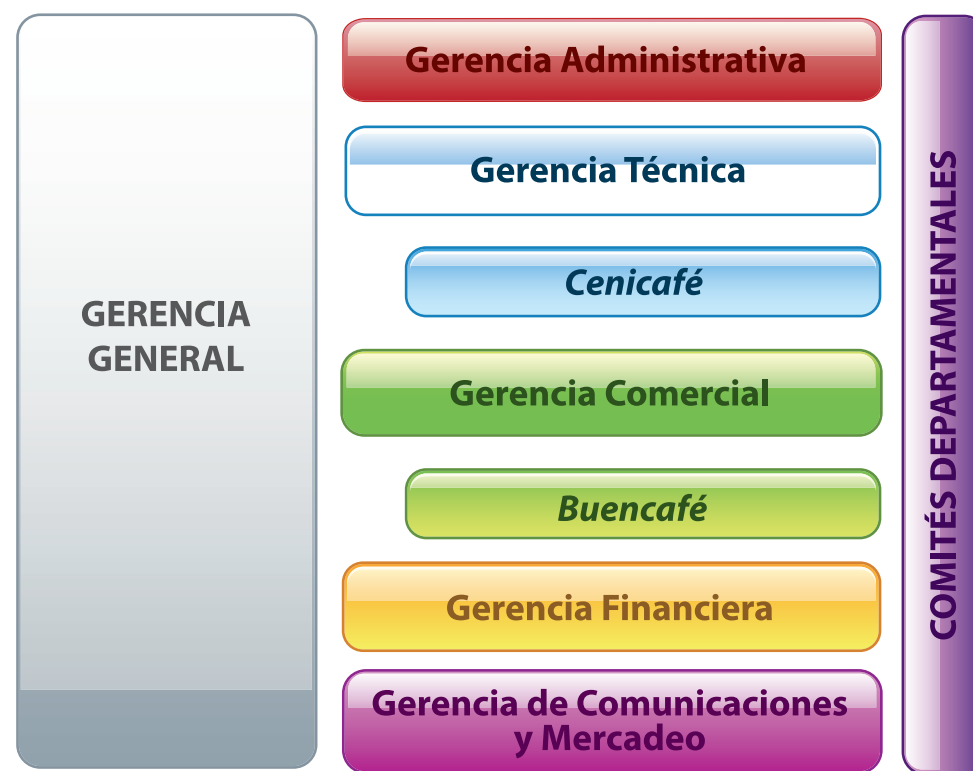 GERENCIA
GENERAL
Gerencia Administrativa
Gerencia Técnica
Cenicafé
Gerencia Comercial
Buencafé
Gerencia Financiera
Gerencia de Comunicaciones
y Mercadeo
COMITÉS DEPARTAMENTALES